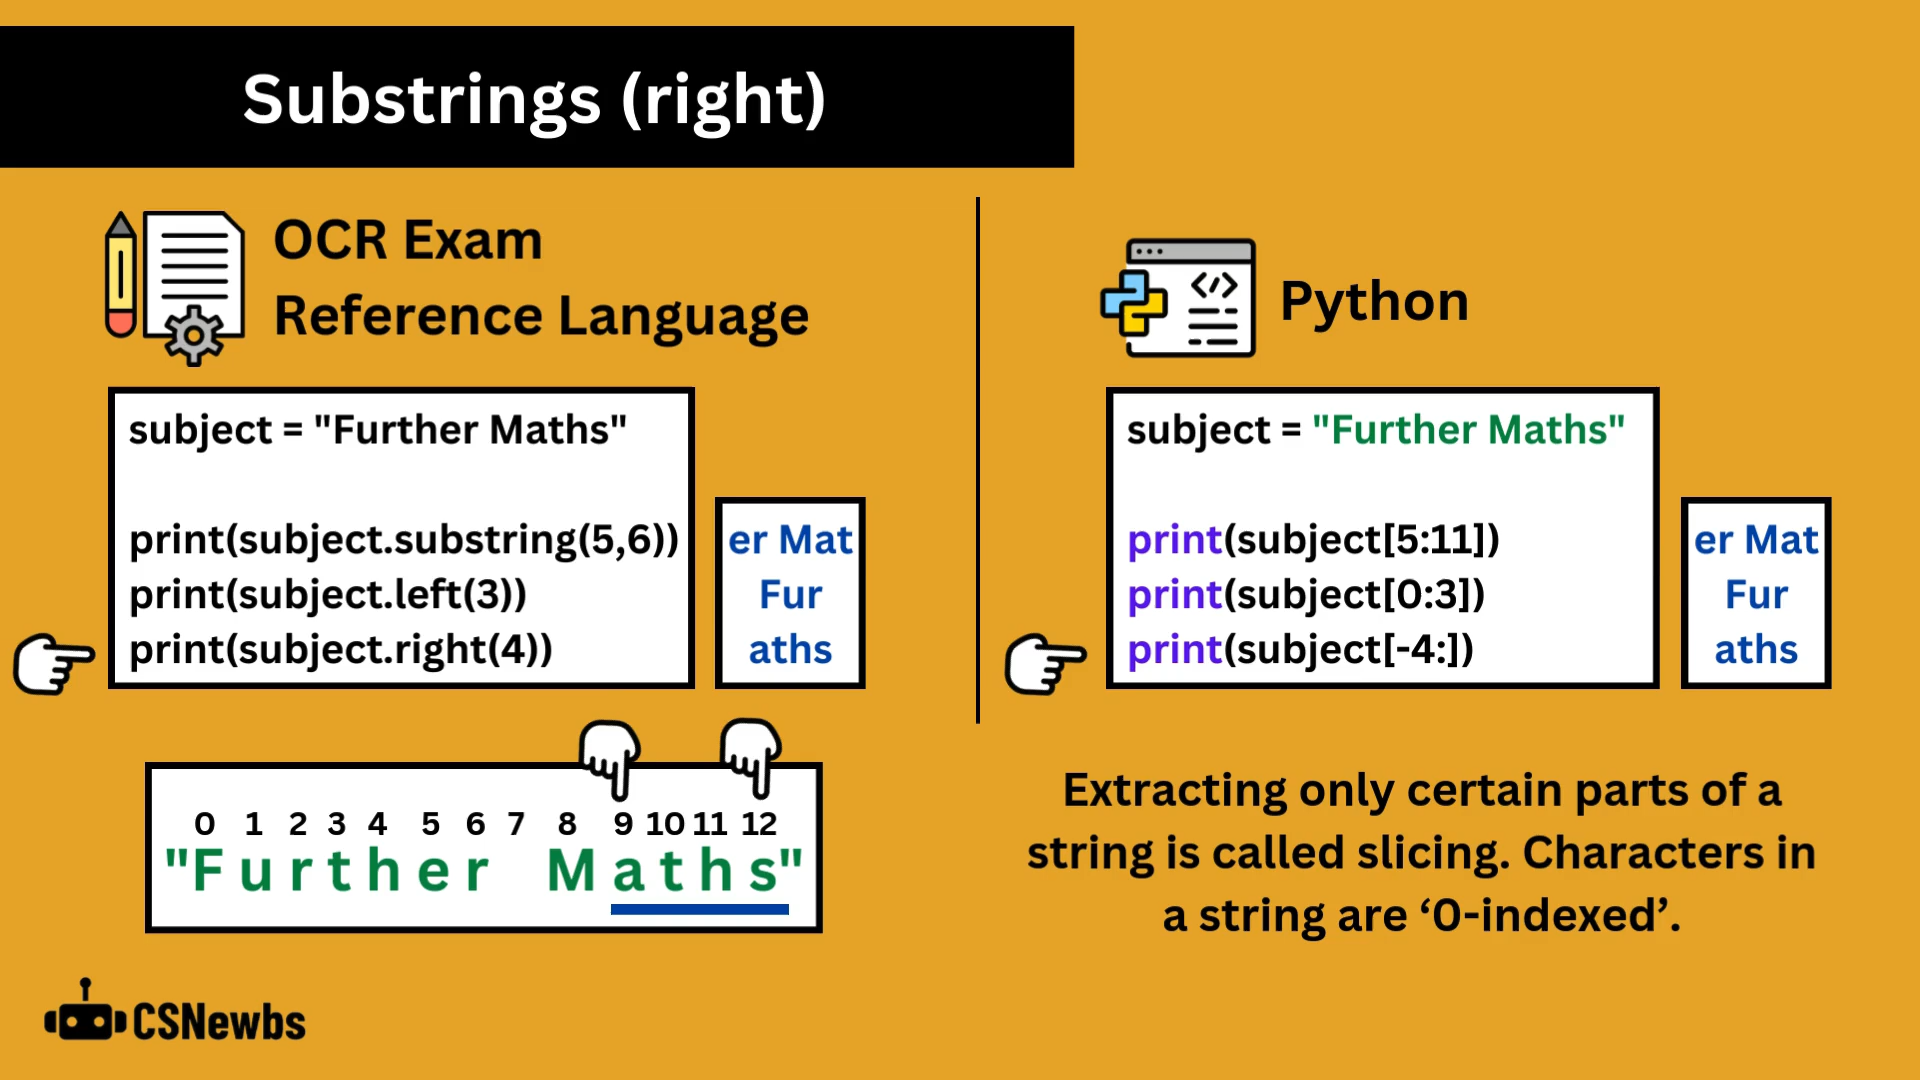 Substrings (right)
OCR Exam
Reference Language
subject = "Further Maths"
print(subject.substring(5,6))
print(subject.left(3))
print(subject.right(4))
er Mat
Fur
aths
0 1 2 3 4 5 6 7 8 9 10 11 12
"Further Maths"
</>
Python
subject = "Further Maths"
print(subject[5:11])
print(subject[0:3])
print(subject[-4:])
er Mat
Fur
aths
Extracting only certain parts of a
string is called slicing. Characters in
a string are ‘0-indexed’.
CSNewbs